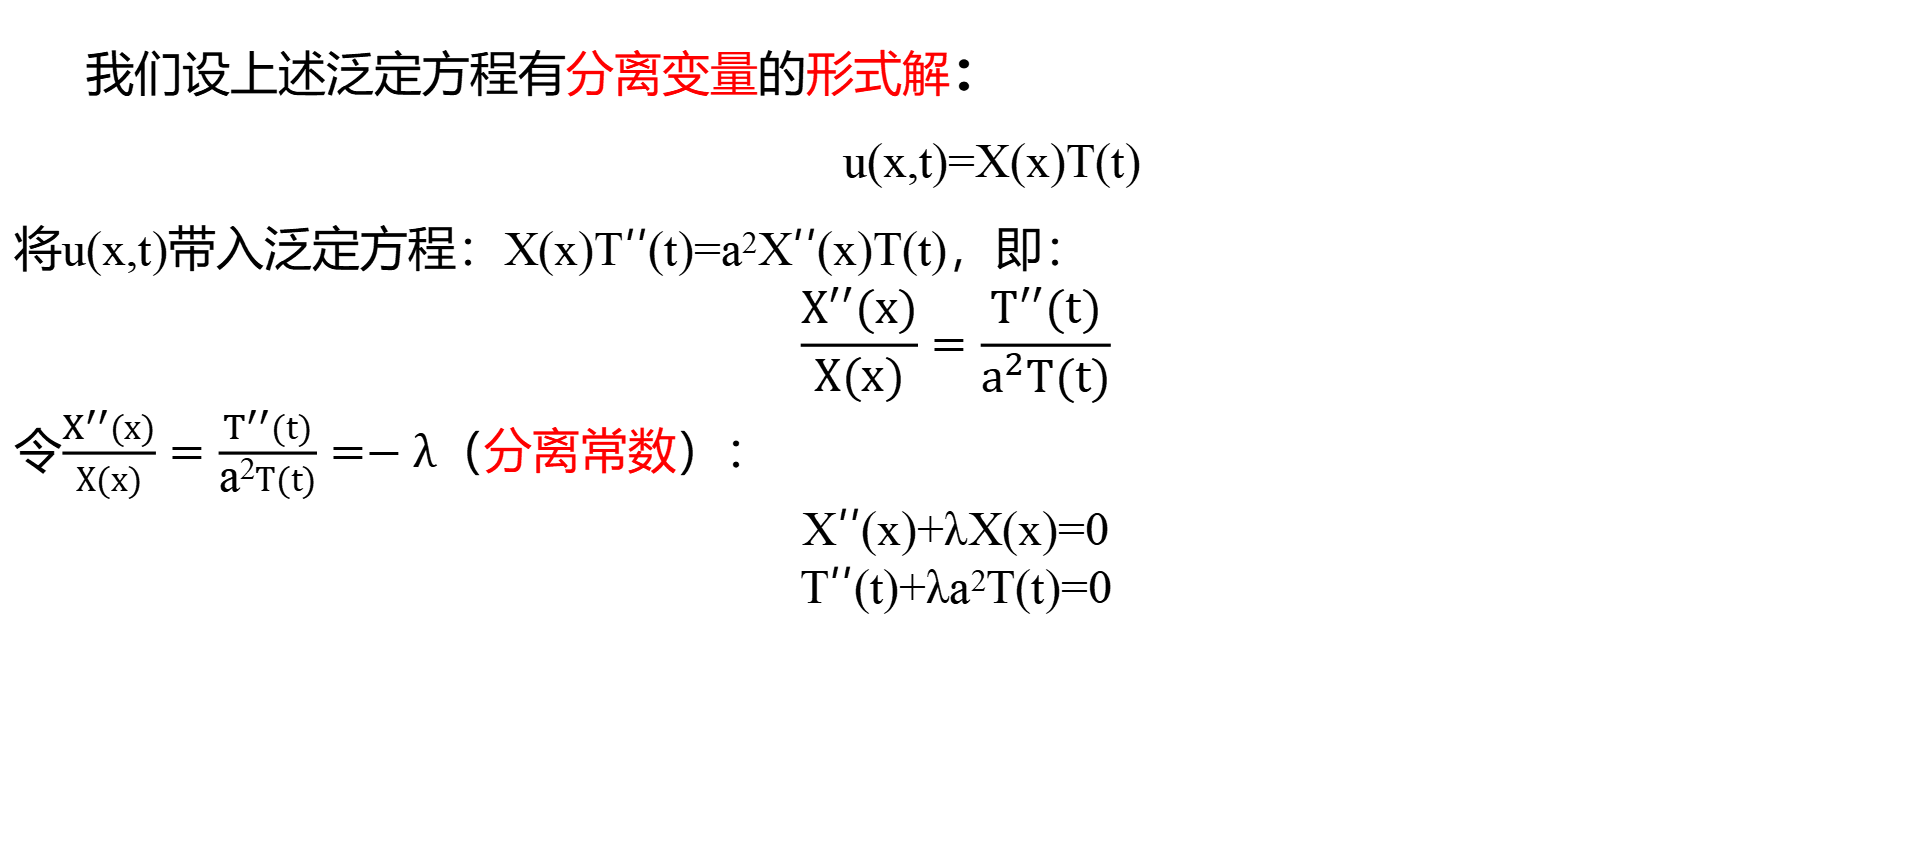 我们设上述泛定方程有分离变量的形式解：
u(x,t)=X(x)T(t)
将u(x,t)带入泛定方程：X(x)T′′(t)=a²X′′(x)T(t)，即：
X′′(x)/X(x) = T′′(t)/a²T(t)
令X′′(x)/X(x) = T′′(t)/a²T(t) =− λ（分离常数）：
X′′(x)+λX(x)=0
T′′(t)+λa²T(t)=0